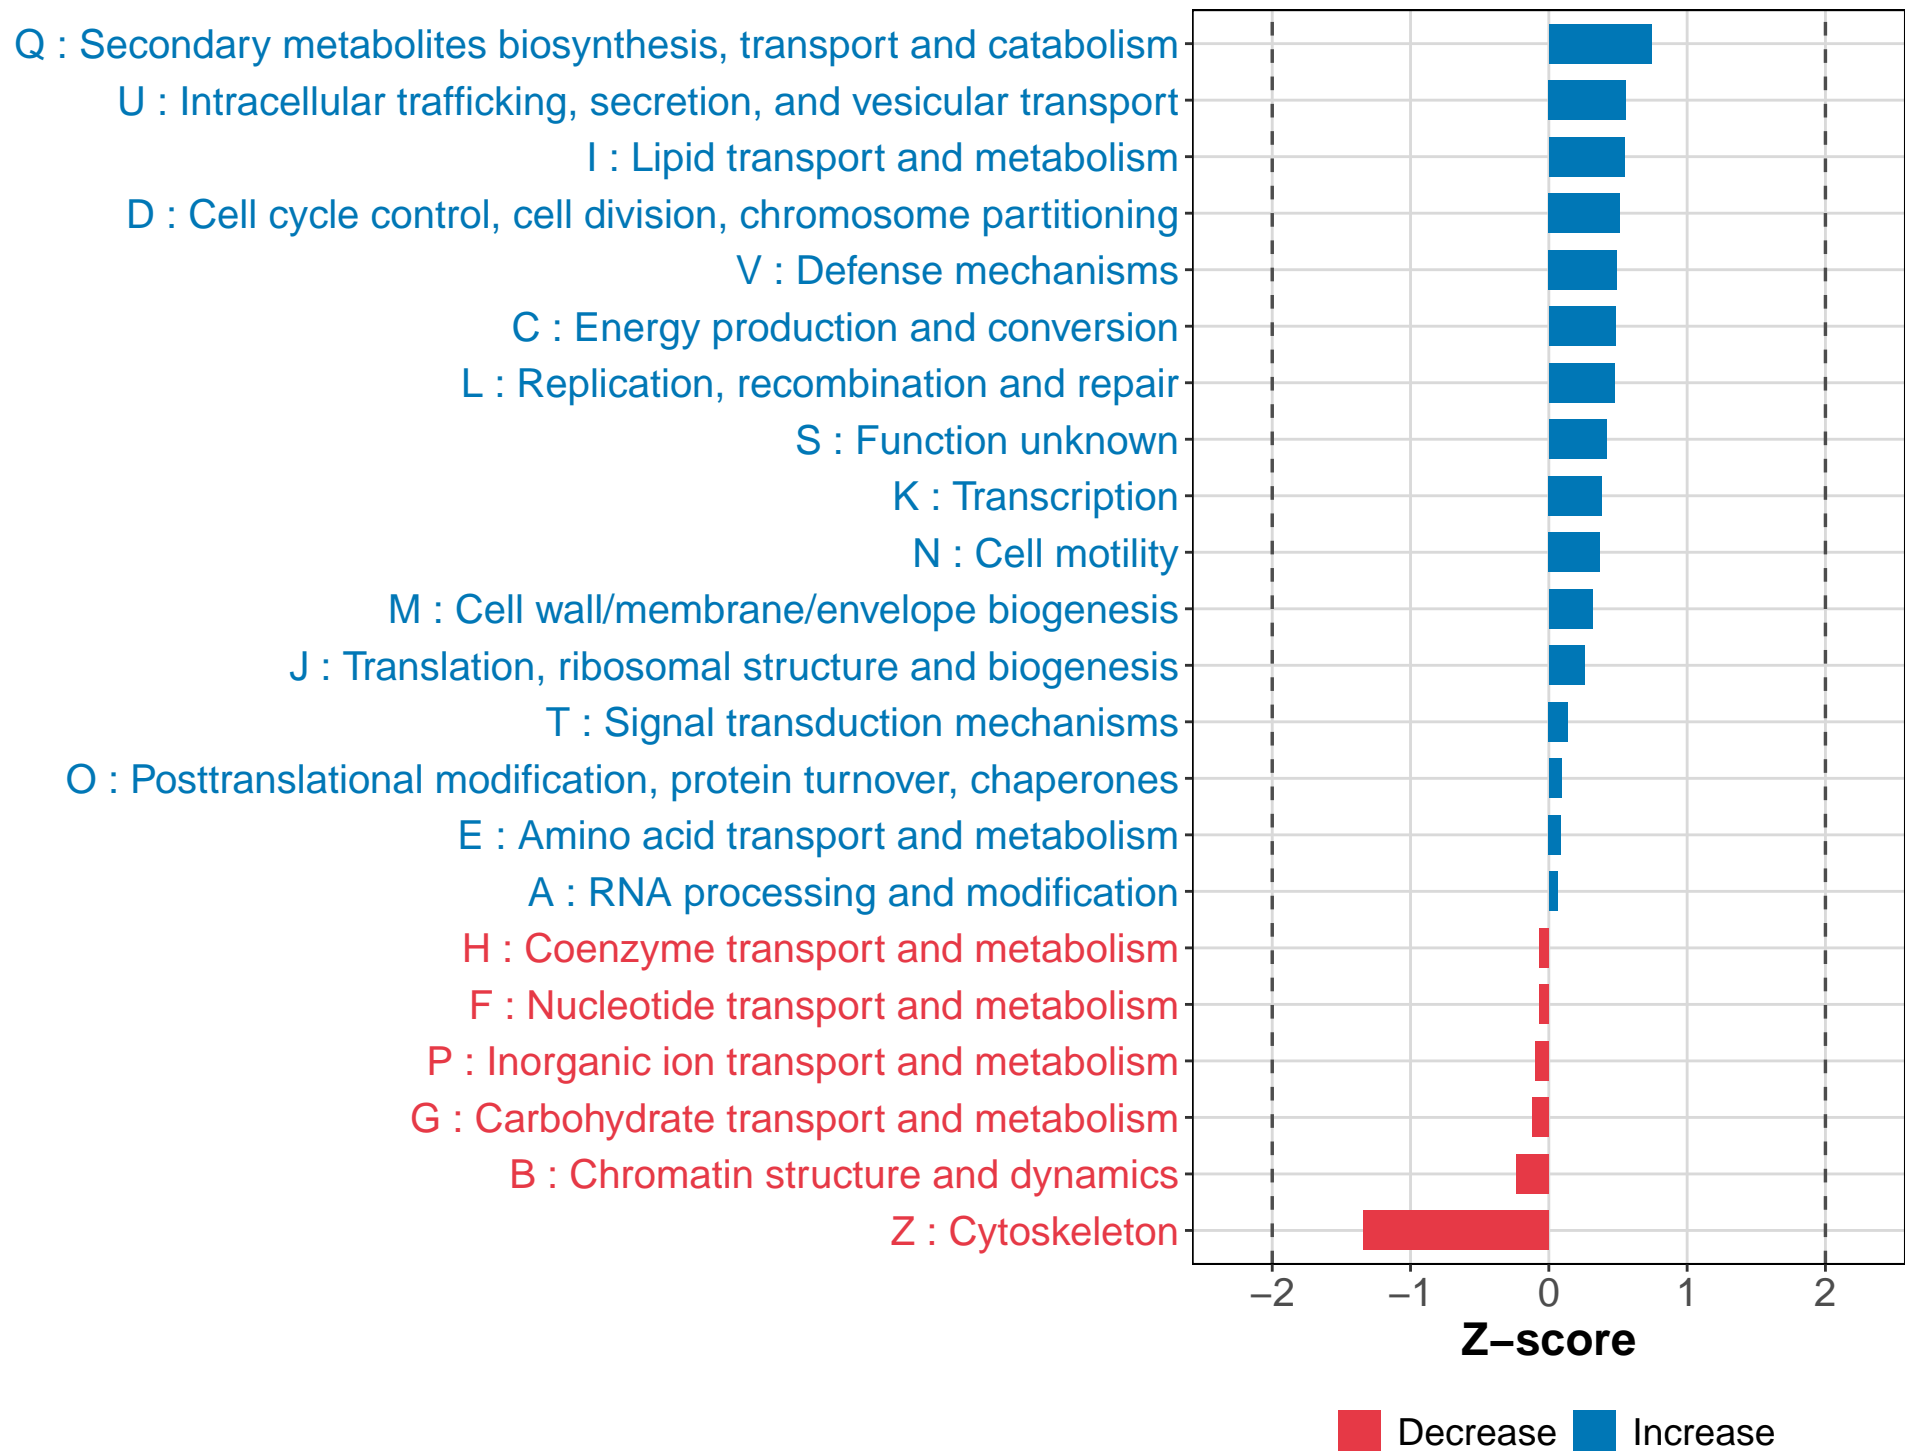 Q : Secondary metabolites biosynthesis, transport and catabolism
U : Intracellular trafficking, secretion, and vesicular transport
I : Lipid transport and metabolism
D : Cell cycle control, cell division, chromosome partitioning
V : Defense mechanisms
C : Energy production and conversion
L : Replication, recombination and repair
S : Function unknown
K : Transcription
N : Cell motility
M : Cell wall/membrane/envelope biogenesis
J : Translation, ribosomal structure and biogenesis
T : Signal transduction mechanisms
O : Posttranslational modification, protein turnover, chaperones
E : Amino acid transport and metabolism
A : RNA processing and modification
H : Coenzyme transport and metabolism
F : Nucleotide transport and metabolism
P : Inorganic ion transport and metabolism
G : Carbohydrate transport and metabolism
B : Chromatin structure and dynamics
Z : Cytoskeleton
−2 −1 0 1 2
Z−score
Decrease Increase